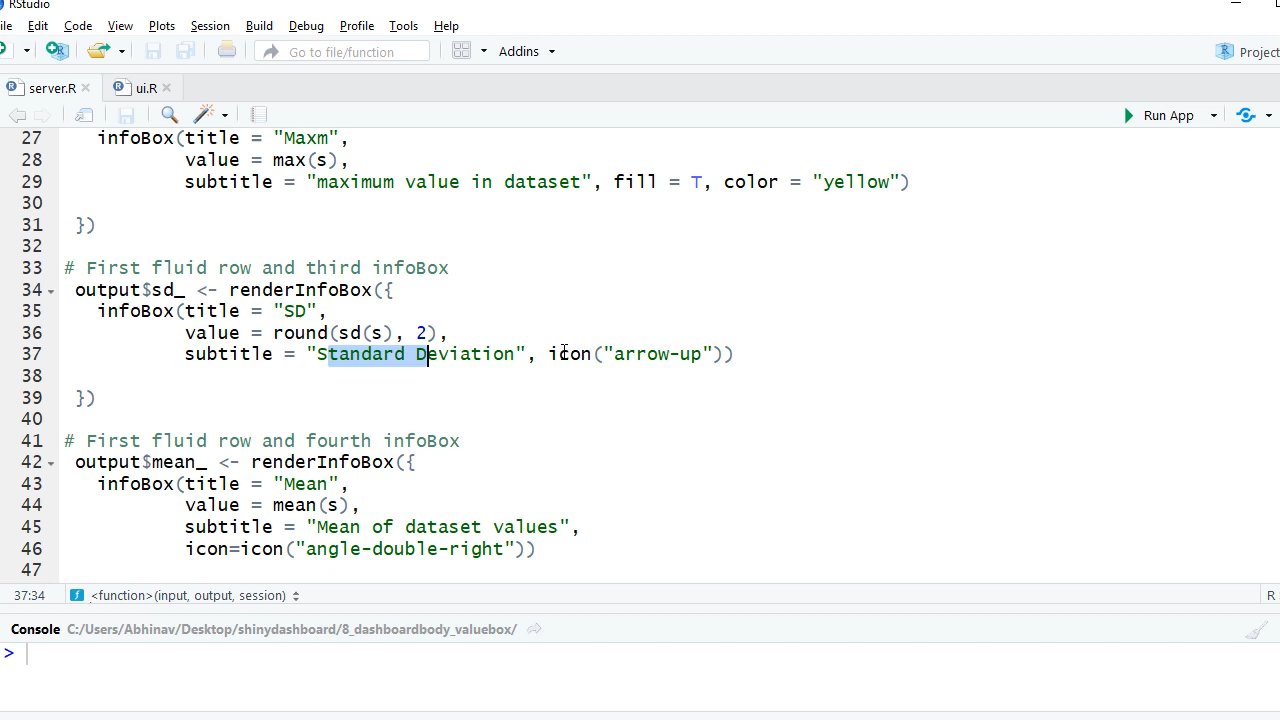 RStudio
ile Edit Code View Plots Session Build Debug Profile Tools Help
Go to file/function Addins Project
server.R ui.R
Run App
27 infoBox(title = "Maxm",
28 value = max(s),
29 subtitle = "maximum value in dataset", fill = T, color = "yellow")
30
31 })
32
33 # First fluid row and third infoBox
34 output$sd_ <- renderInfoBox({
35 infoBox(title = "SD",
36 value = round(sd(s), 2),
37 subtitle = "Standard Deviation", icon("arrow-up"))
38
39 })
40
41 # First fluid row and fourth infoBox
42 output$mean_ <- renderInfoBox({
43 infoBox(title = "Mean",
44 value = mean(s),
45 subtitle = "Mean of dataset values",
46 icon=icon("angle-double-right"))
47
37:34 <function>(input, output, session) R
Console C:/Users/Abhinav/Desktop/shinydashboard/8_dashboardbody_valuebox/
>